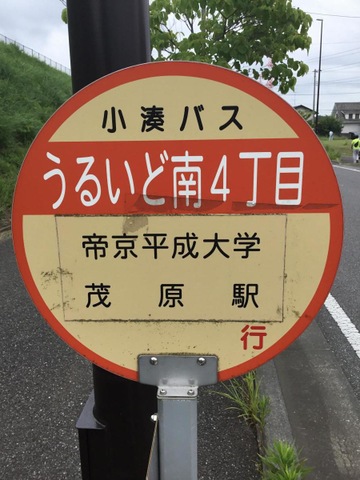 小湊バス
うるいど南4丁目
帝京平成大学
茂原駅
行